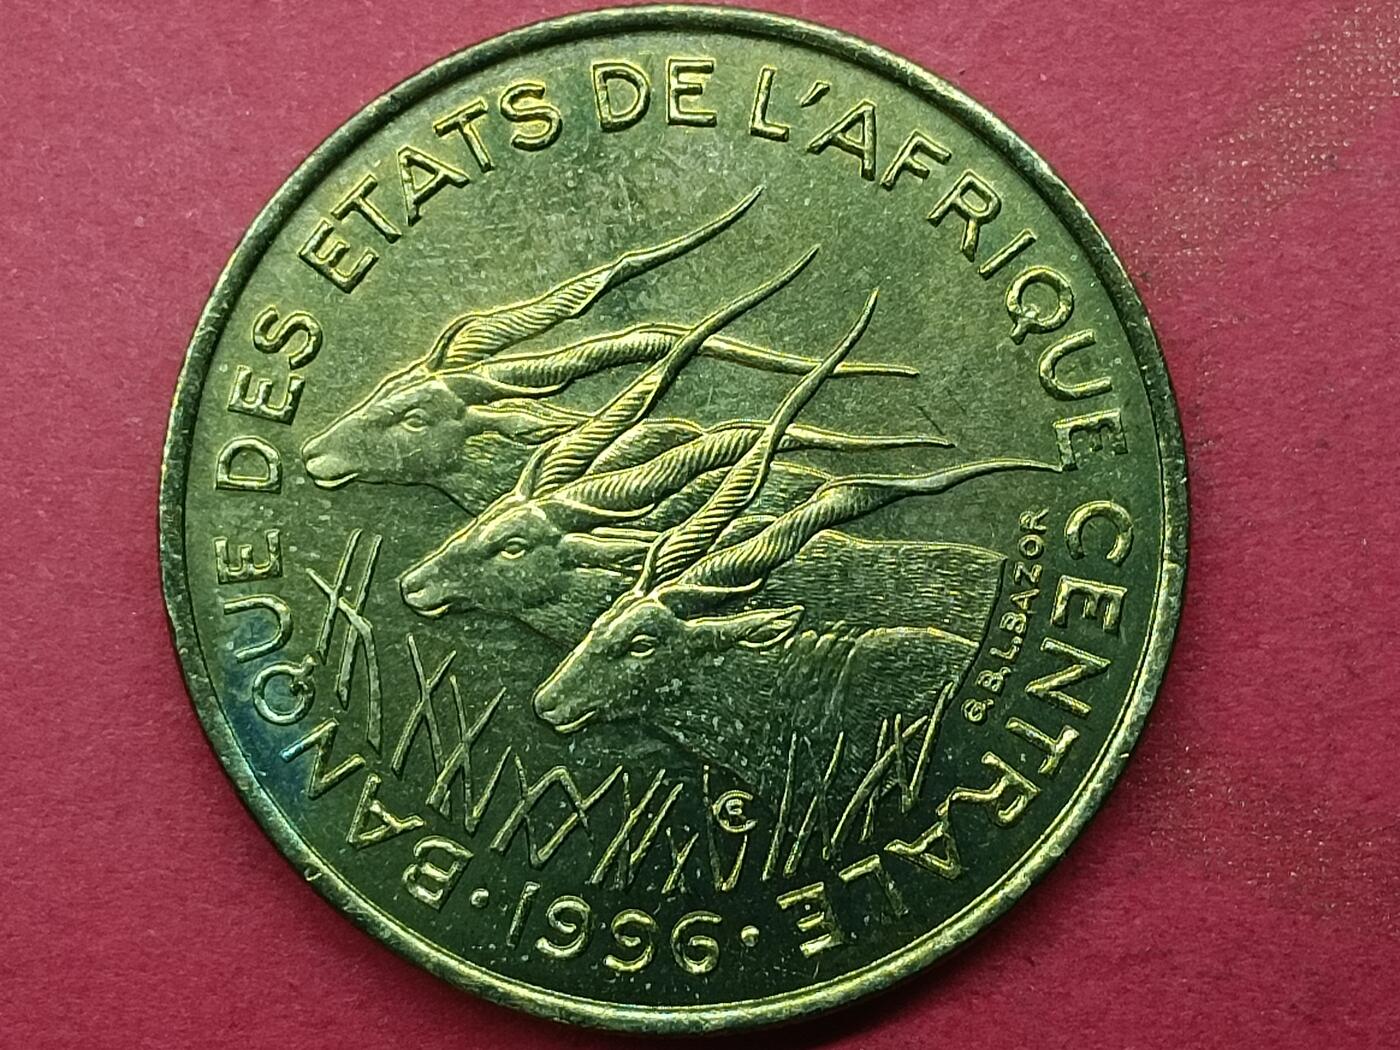 BANQUE DES ETATS DE L'AFRIQUE CENTRALE
G.B.L.BAZOR
· 1996 ·